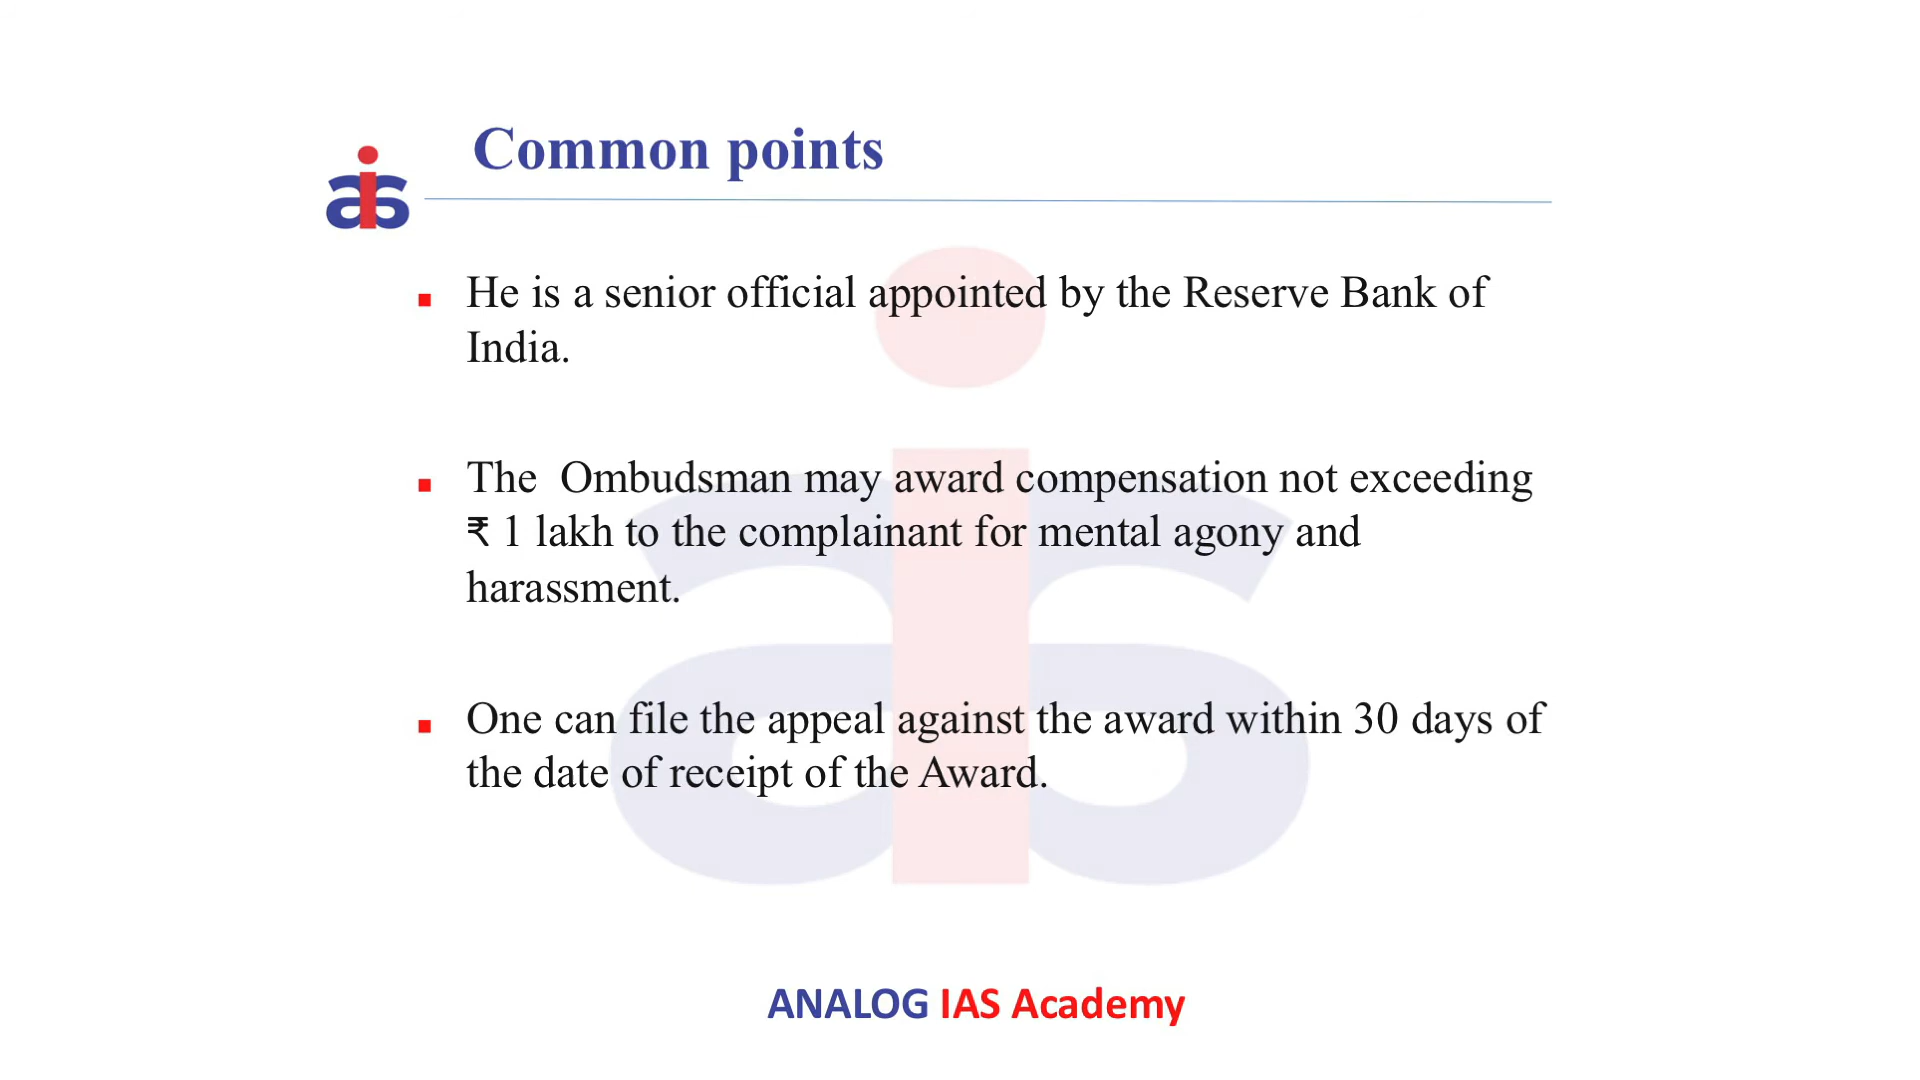 Common points
ais
He is a senior official appointed by the Reserve Bank of
India.
The Ombudsman may award compensation not exceeding
₹ 1 lakh to the complainant for mental agony and
harassment.
One can file the appeal against the award within 30 days of
the date of receipt of the Award.
ANALOG IAS Academy